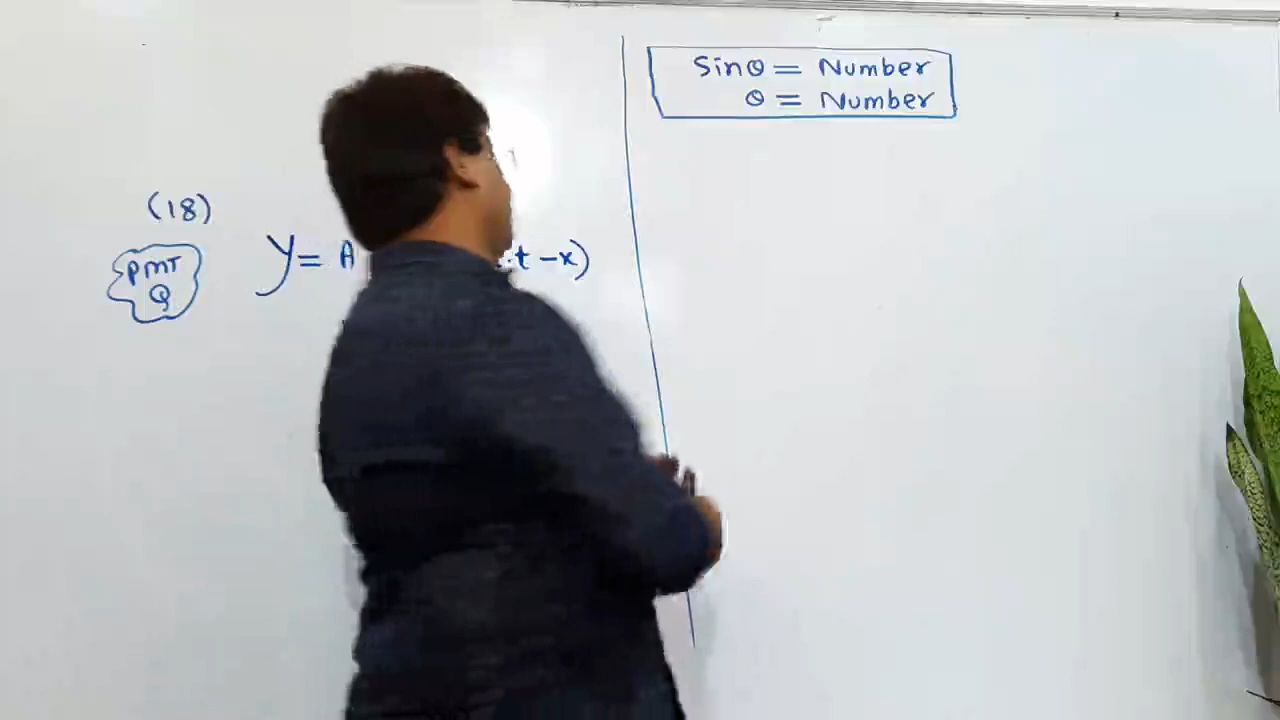 Sinθ = Number
θ = Number
(18)
PMT
Q
y = A t - x)